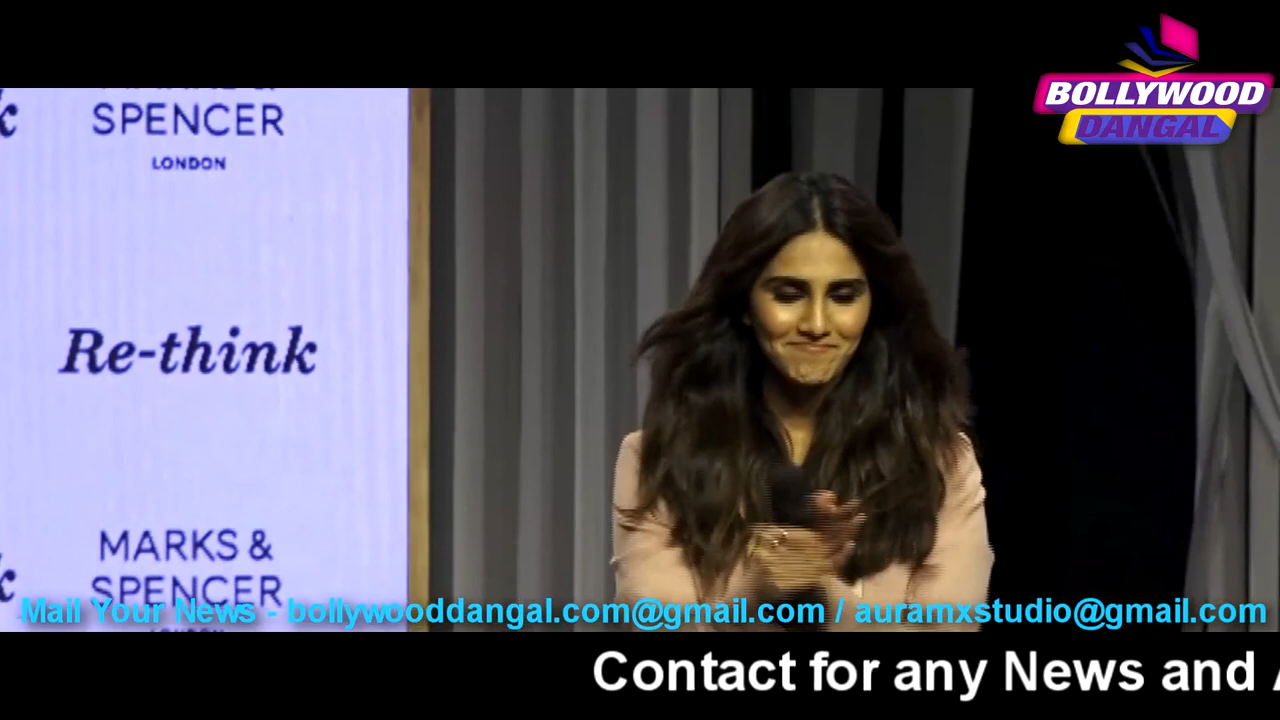 BOLLYWOOD
DANGAL
SPENCER
LONDON
Re-think
MARKS &
SPENCER
Mail Your News - bollywooddangal.com@gmail.com / auramxstudio@gmail.com
Contact for any News and